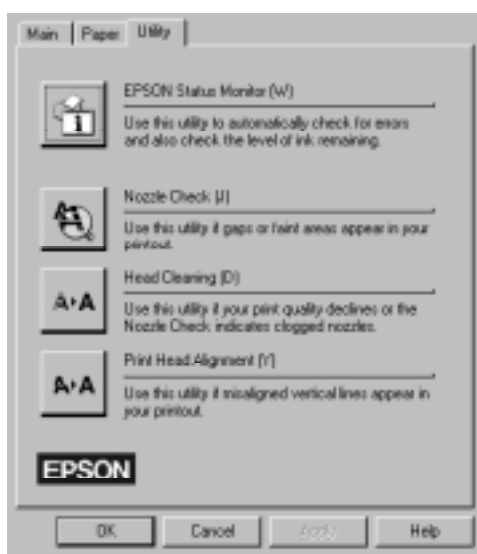 Main Paper Utility
EPSON Status Monitor (W)
Use this utility to automatically check for errors
and also check the level of ink remaining.
Nozzle Check (J)
Use this utility if gaps or faint areas appear in your
printout.
Head Cleaning (D)
Use this utility if your print quality declines or the
Nozzle Check indicates clogged nozzles.
Print Head Alignment (Y)
Use this utility if misaligned vertical lines appear in
your printout.
EPSON
OK Cancel Apply Help